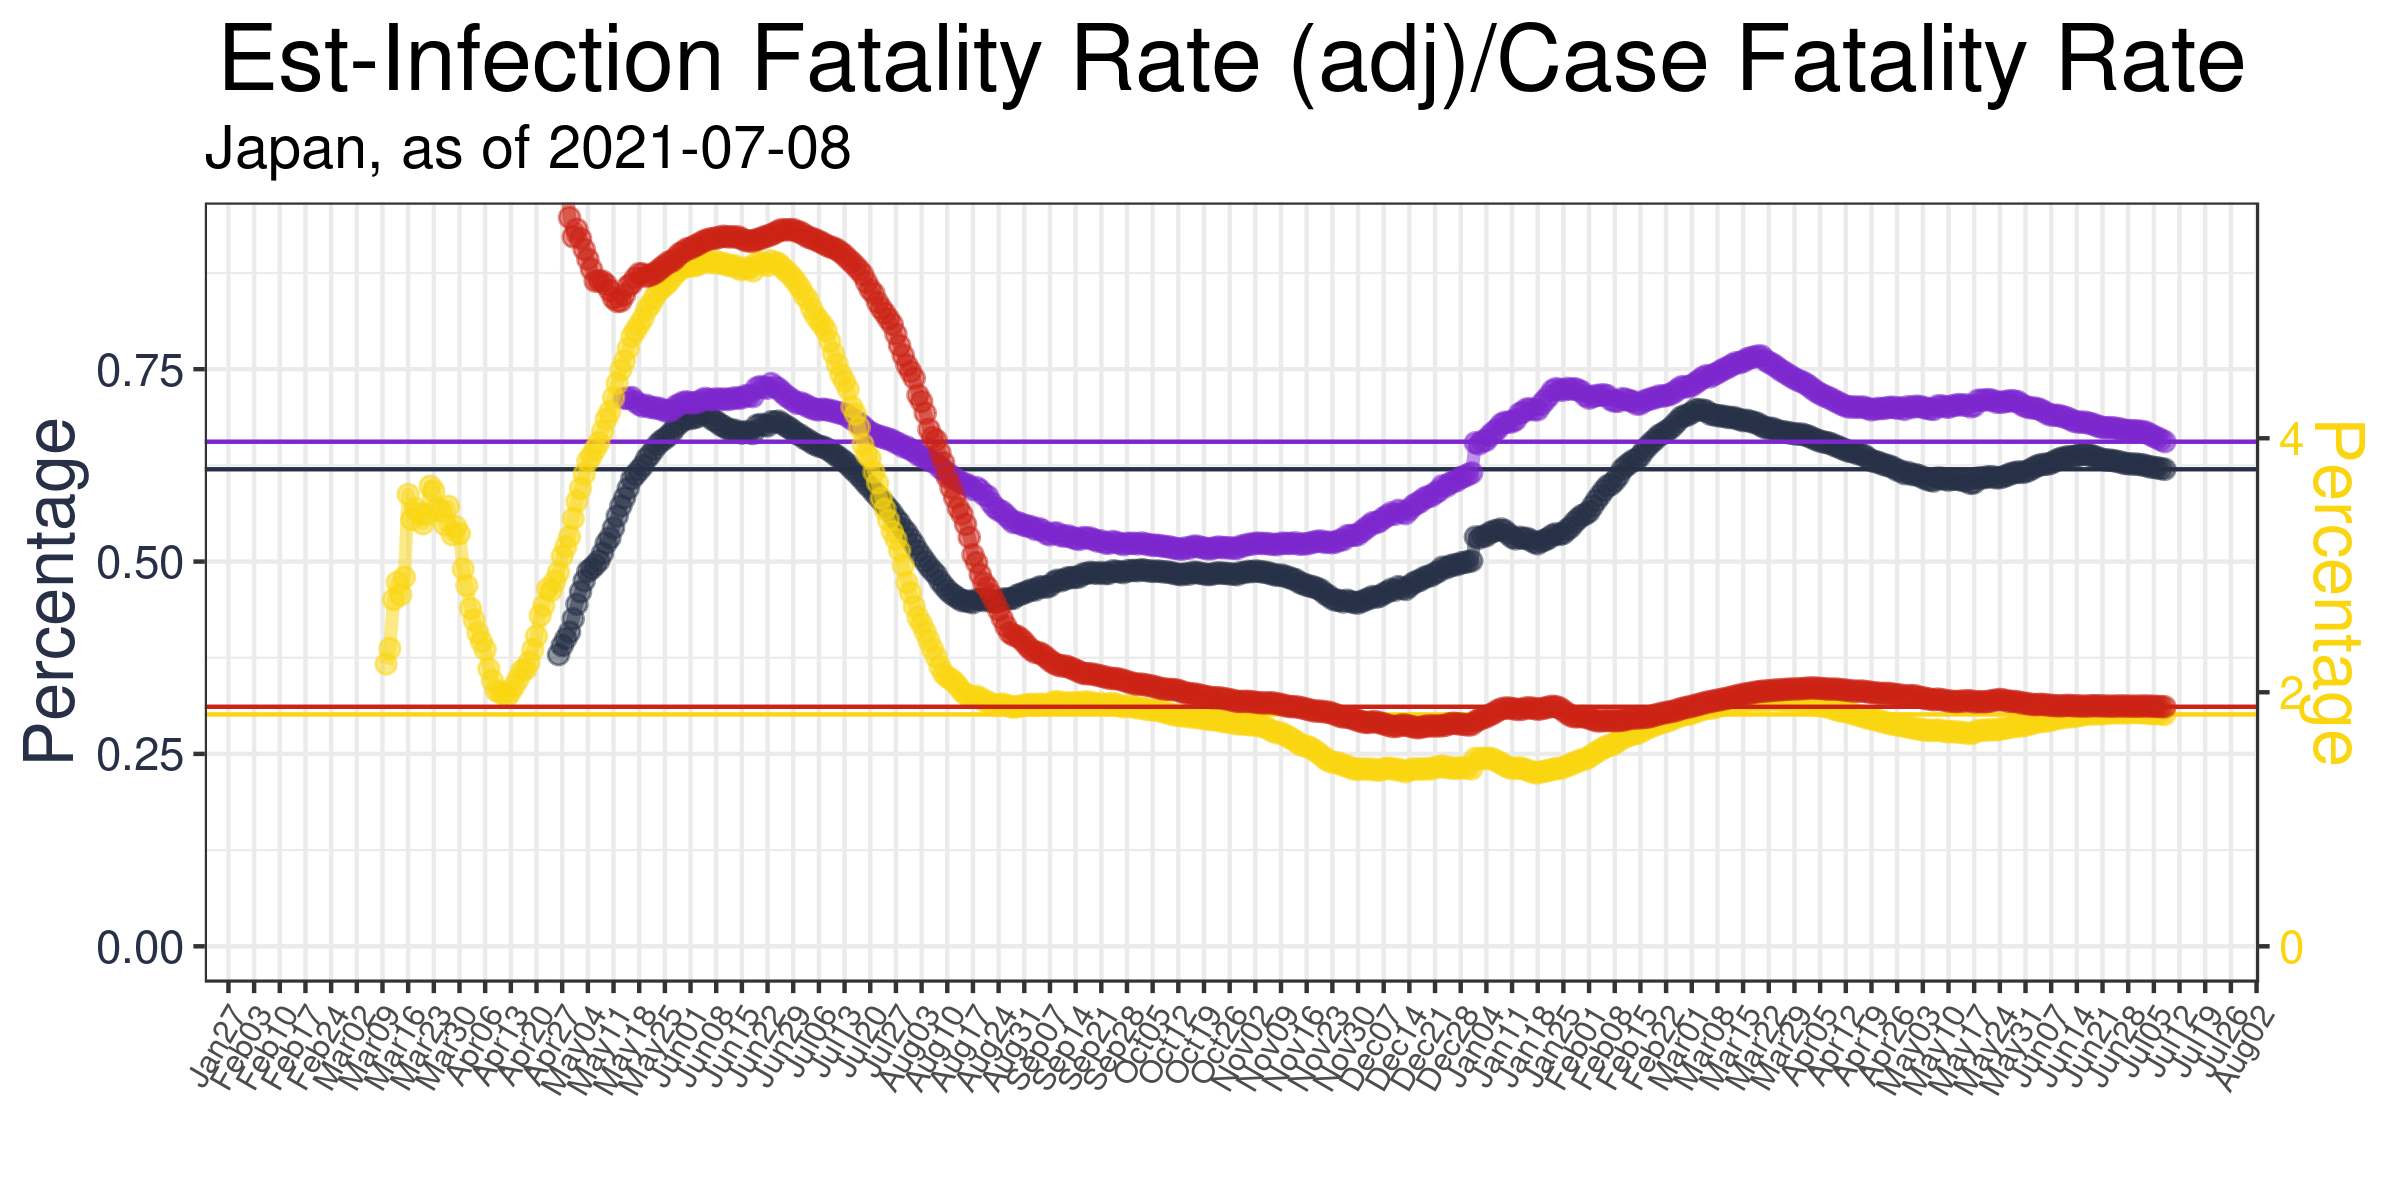 Est-Infection Fatality Rate (adj)/Case Fatality Rate
Japan, as of 2021-07-08
Percentage
0.75
0.50
0.25
0.00
4
2
0
Percentage
Jan27
Feb03
Feb10
Feb17
Feb24
Mar02
Mar09
Mar16
Mar23
Mar30
Apr06
Apr13
Apr20
Apr27
May04
May11
May18
May25
Jun01
Jun08
Jun15
Jun22
Jun29
Jul06
Jul13
Jul20
Jul27
Aug03
Aug10
Aug17
Aug24
Aug31
Sep07
Sep14
Sep21
Sep28
Oct05
Oct12
Oct19
Oct26
Nov02
Nov09
Nov16
Nov23
Nov30
Dec07
Dec14
Dec21
Dec28
Jan04
Jan11
Jan18
Jan25
Feb01
Feb08
Feb15
Feb22
Mar01
Mar08
Mar15
Mar22
Mar29
Apr05
Apr12
Apr19
Apr26
May03
May10
May17
May24
May31
Jun07
Jun14
Jun21
Jun28
Jul05
Jul12
Jul19
Jul26
Aug02